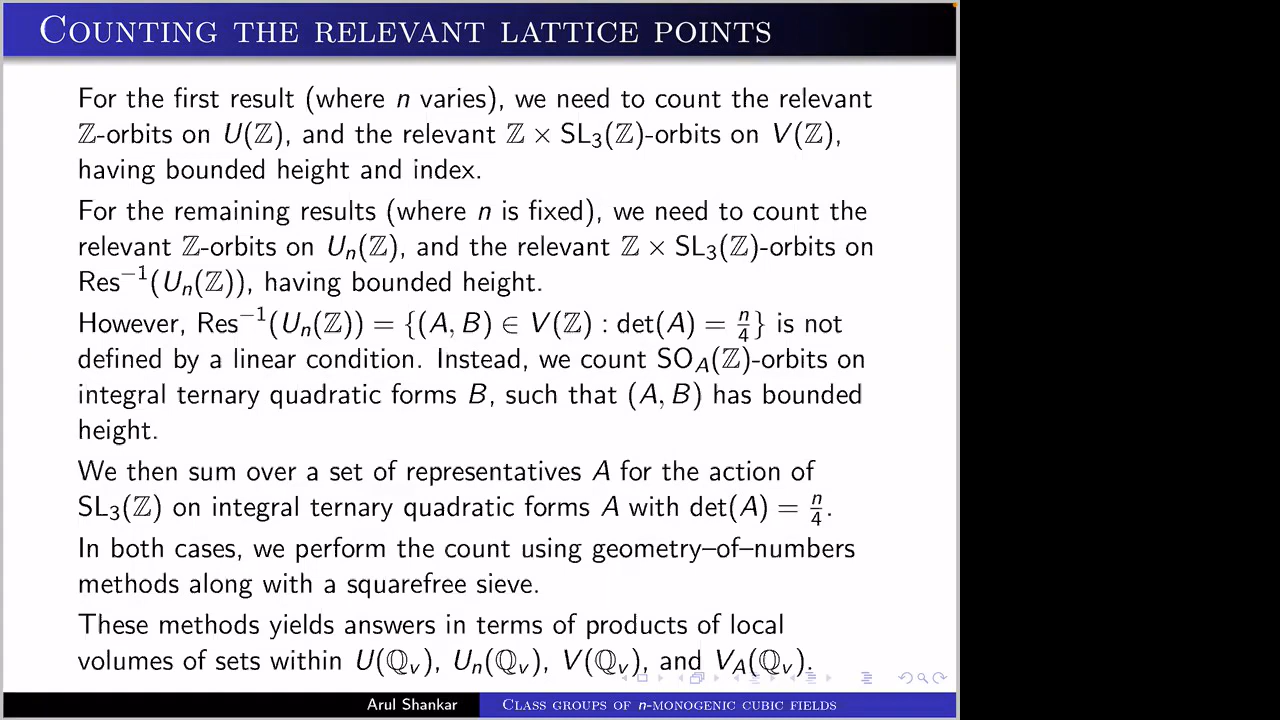 Counting the relevant lattice points
For the first result (where n varies), we need to count the relevant
ℤ-orbits on U(ℤ), and the relevant ℤ × SL₃(ℤ)-orbits on V(ℤ),
having bounded height and index.
For the remaining results (where n is fixed), we need to count the
relevant ℤ-orbits on Uₙ(ℤ), and the relevant ℤ × SL₃(ℤ)-orbits on
Res⁻¹(Uₙ(ℤ)), having bounded height.
However, Res⁻¹(Uₙ(ℤ)) = {(A, B) ∈ V(ℤ) : det(A) = n/4} is not
defined by a linear condition. Instead, we count SO_A(ℤ)-orbits on
integral ternary quadratic forms B, such that (A, B) has bounded
height.
We then sum over a set of representatives A for the action of
SL₃(ℤ) on integral ternary quadratic forms A with det(A) = n/4.
In both cases, we perform the count using geometry–of–numbers
methods along with a squarefree sieve.
These methods yields answers in terms of products of local
volumes of sets within U(ℚᵥ), Uₙ(ℚᵥ), V(ℚᵥ), and V_A(ℚᵥ).
Arul Shankar Class groups of n-monogenic cubic fields